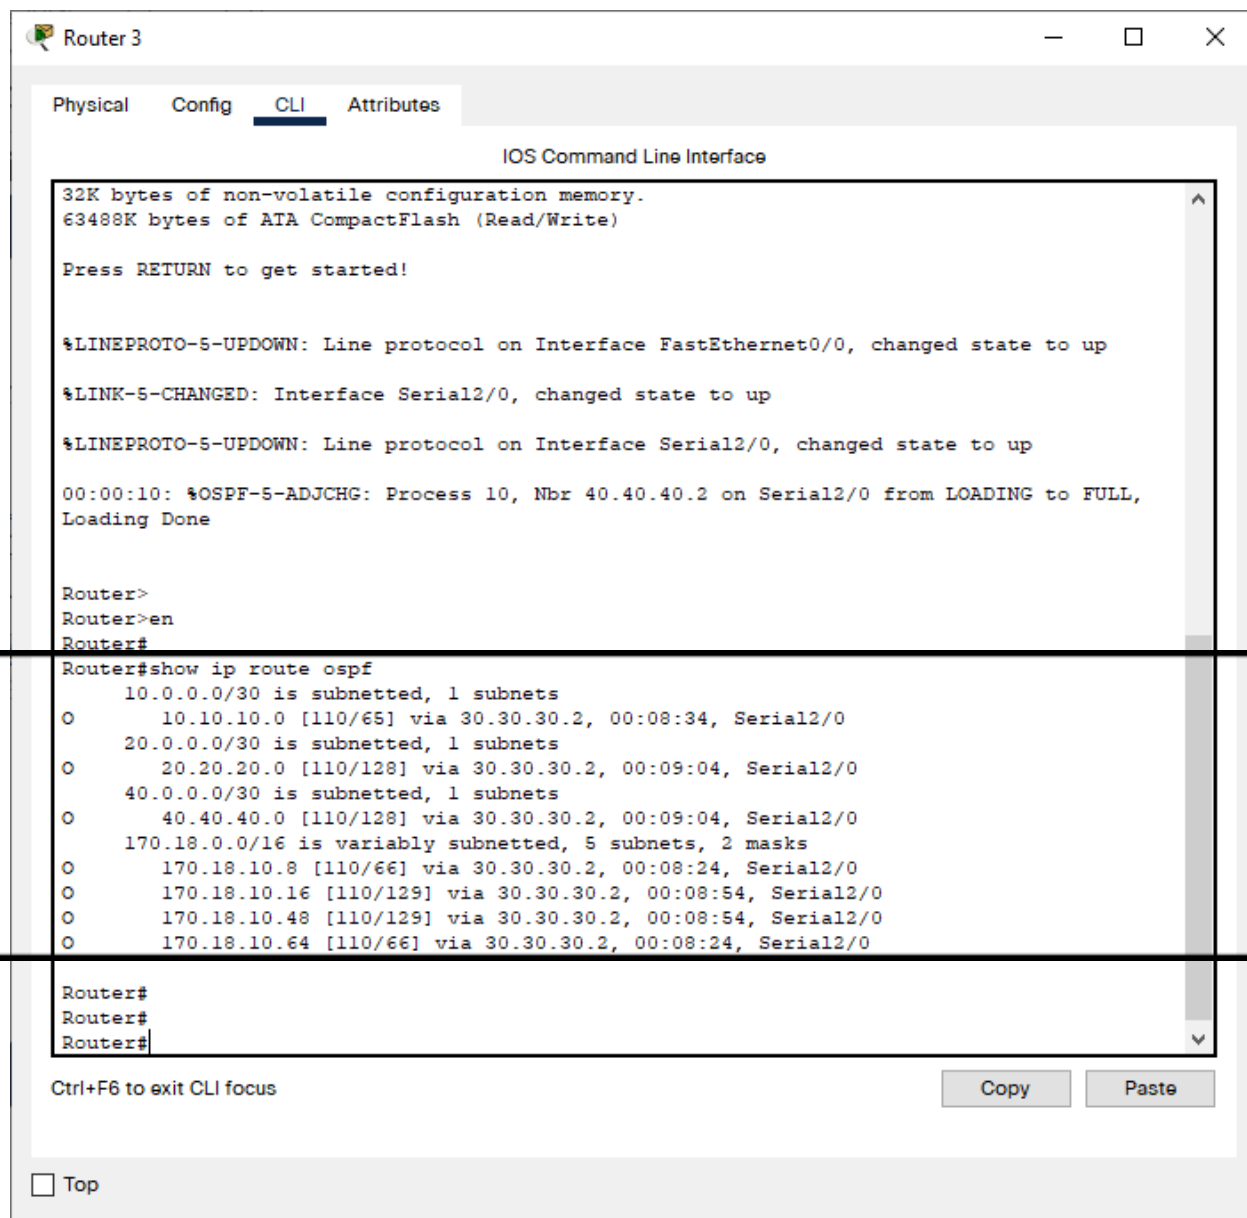 Router 3
Physical Config CLI Attributes
IOS Command Line Interface
32K bytes of non-volatile configuration memory.
63488K bytes of ATA CompactFlash (Read/Write)
Press RETURN to get started!
%LINEPROTO-5-UPDOWN: Line protocol on Interface FastEthernet0/0, changed state to up
%LINK-5-CHANGED: Interface Serial2/0, changed state to up
%LINEPROTO-5-UPDOWN: Line protocol on Interface Serial2/0, changed state to up
00:00:10: %OSPF-5-ADJCHG: Process 10, Nbr 40.40.40.2 on Serial2/0 from LOADING to FULL,
Loading Done
Router>
Router>en
Router#
Router#show ip route ospf
10.0.0.0/30 is subnetted, 1 subnets
O 10.10.10.0 [110/65] via 30.30.30.2, 00:08:34, Serial2/0
20.0.0.0/30 is subnetted, 1 subnets
O 20.20.20.0 [110/128] via 30.30.30.2, 00:09:04, Serial2/0
40.0.0.0/30 is subnetted, 1 subnets
O 40.40.40.0 [110/128] via 30.30.30.2, 00:09:04, Serial2/0
170.18.0.0/16 is variably subnetted, 5 subnets, 2 masks
O 170.18.10.8 [110/66] via 30.30.30.2, 00:08:24, Serial2/0
O 170.18.10.16 [110/129] via 30.30.30.2, 00:08:54, Serial2/0
O 170.18.10.48 [110/129] via 30.30.30.2, 00:08:54, Serial2/0
O 170.18.10.64 [110/66] via 30.30.30.2, 00:08:24, Serial2/0
Router#
Router#
Router#
Ctrl+F6 to exit CLI focus
Copy Paste
Top